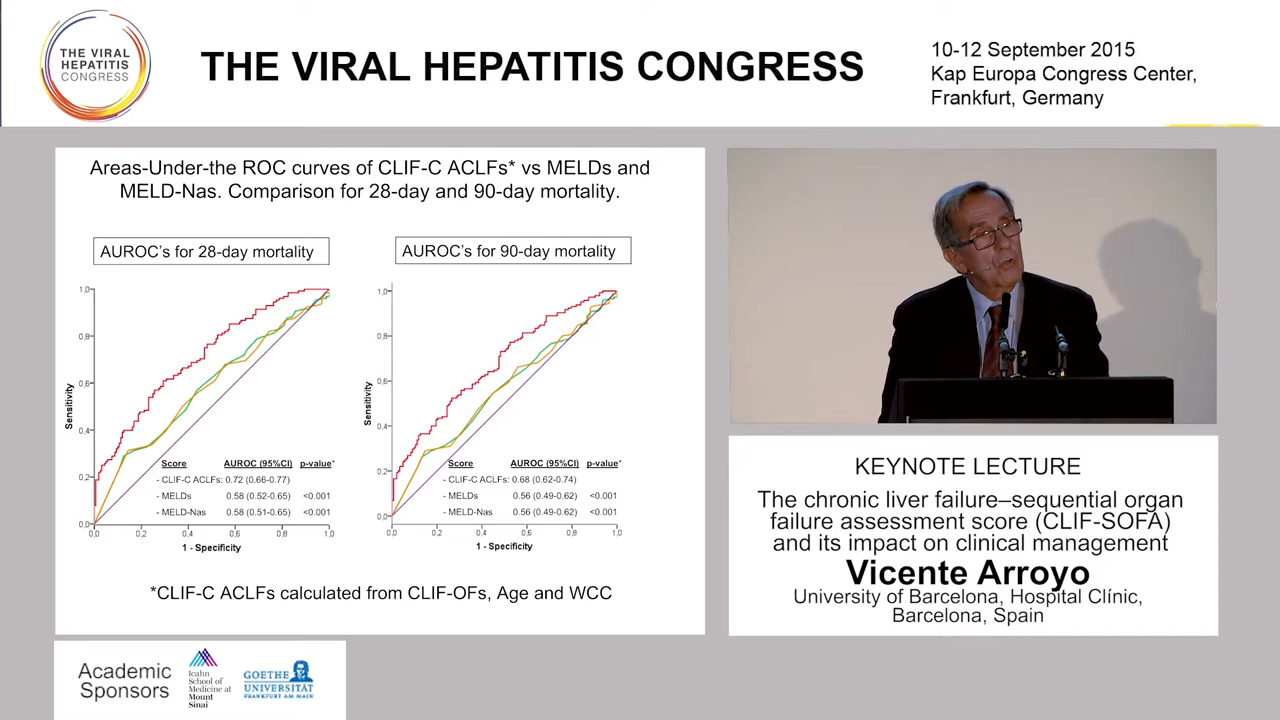 THE VIRAL
HEPATITIS
CONGRESS
THE VIRAL HEPATITIS CONGRESS
10-12 September 2015
Kap Europa Congress Center,
Frankfurt, Germany
Areas-Under-the ROC curves of CLIF-C ACLFs* vs MELDs and
MELD-Nas. Comparison for 28-day and 90-day mortality.
AUROC's for 28-day mortality
1,0
0,8
0,6
0,4
0,2
0,0
Sensitivity
Score AUROC (95%CI) p-value*
- CLIF-C ACLFs: 0.72 (0.66-0.77)
- MELDs 0.58 (0.52-0.65) <0.001
- MELD-Nas 0.58 (0.51-0.65) <0.001
0,0 0,2 0,4 0,6 0,8 1,0
1 - Specificity
AUROC's for 90-day mortality
1,0
0,8
0,6
0,4
0,2
0,0
Sensitivity
Score AUROC (95%CI) p-value*
- CLIF-C ACLFs: 0.68 (0.62-0.74)
- MELDs 0.56 (0.49-0.62) <0.001
- MELD-Nas 0.56 (0.49-0.62) <0.001
0,0 0,2 0,4 0,6 0,8 1,0
1 - Specificity
*CLIF-C ACLFs calculated from CLIF-OFs, Age and WCC
KEYNOTE LECTURE
The chronic liver failure–sequential organ
failure assessment score (CLIF-SOFA)
and its impact on clinical management
Vicente Arroyo
University of Barcelona, Hospital Clínic,
Barcelona, Spain
Academic
Sponsors
Icahn
School of
Medicine at
Mount
Sinai
GOETHE
UNIVERSITÄT
FRANKFURT AM MAIN